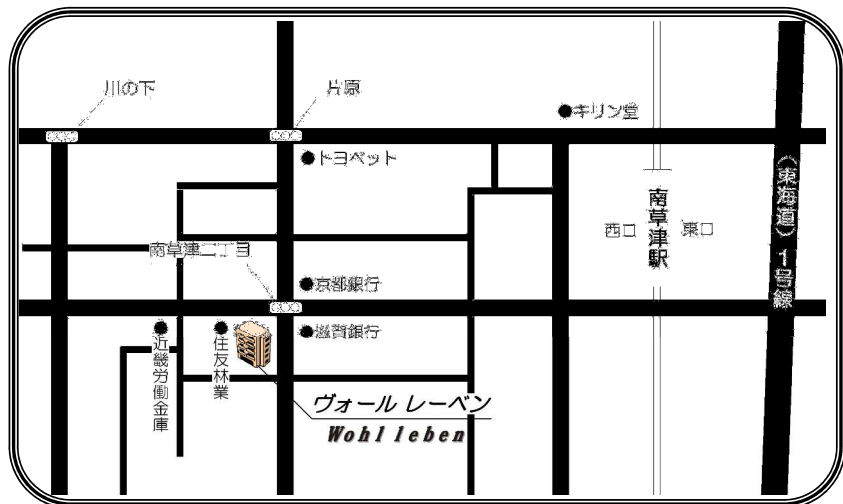 川の下
片原
●キリン堂
●トヨペット
南草津駅
西口
東口
(東海道)1号線
南草津二丁目
●京都銀行
●滋賀銀行
●近畿労働金庫
●住友林業
ヴォール レーベン
Wohl leben